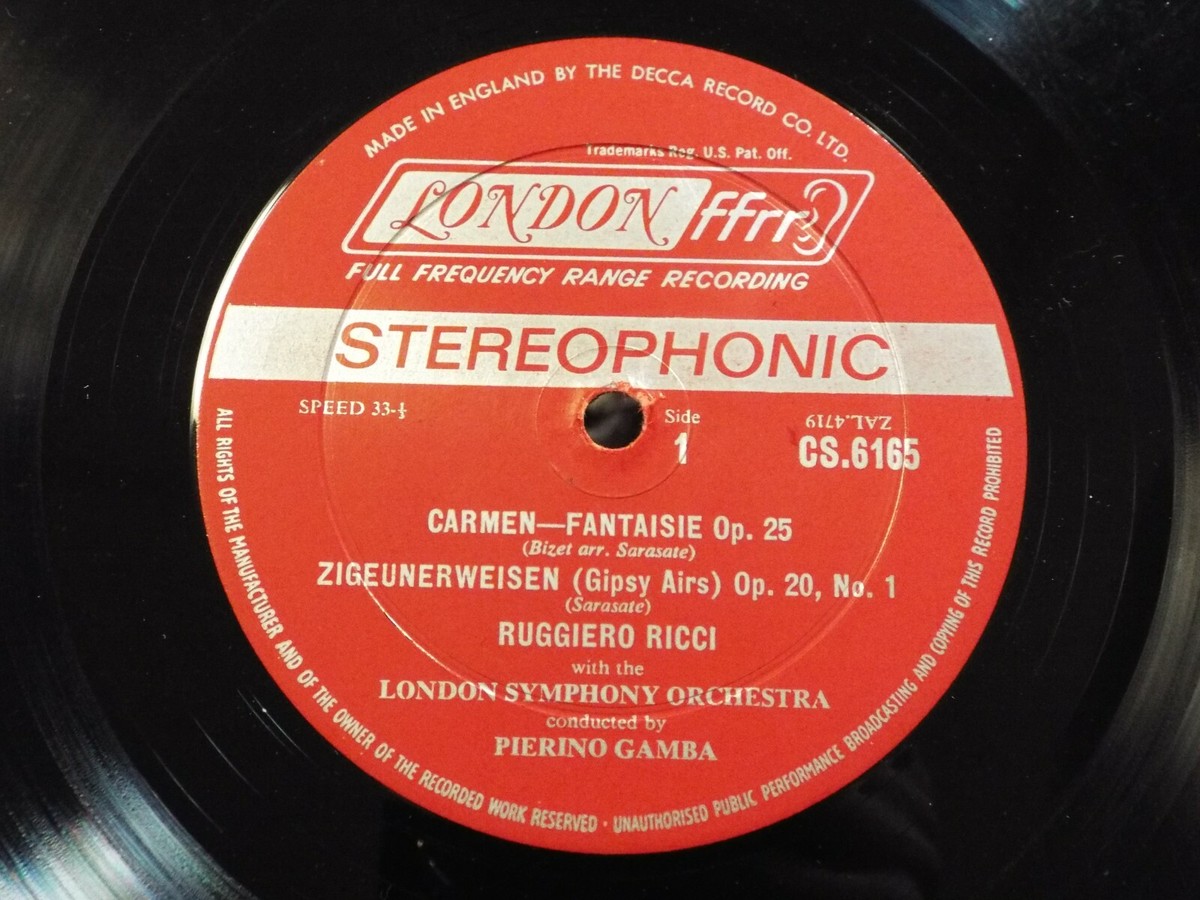 MADE IN ENGLAND BY THE DECCA RECORD CO. LTD.
Trademarks Reg. U.S. Pat. Off.
LONDON ffrr
FULL FREQUENCY RANGE RECORDING
STEREOPHONIC
SPEED 33-⅓
Side
1
ZAL.4719
CS.6165
CARMEN—FANTAISIE Op. 25
(Bizet arr. Sarasate)
ZIGEUNERWEISEN (Gipsy Airs) Op. 20, No. 1
(Sarasate)
RUGGIERO RICCI
with the
LONDON SYMPHONY ORCHESTRA
conducted by
PIERINO GAMBA
ALL RIGHTS OF THE MANUFACTURER AND OF THE OWNER OF THE RECORDED WORK RESERVED · UNAUTHORISED PUBLIC PERFORMANCE BROADCASTING AND COPYING OF THIS RECORD PROHIBITED